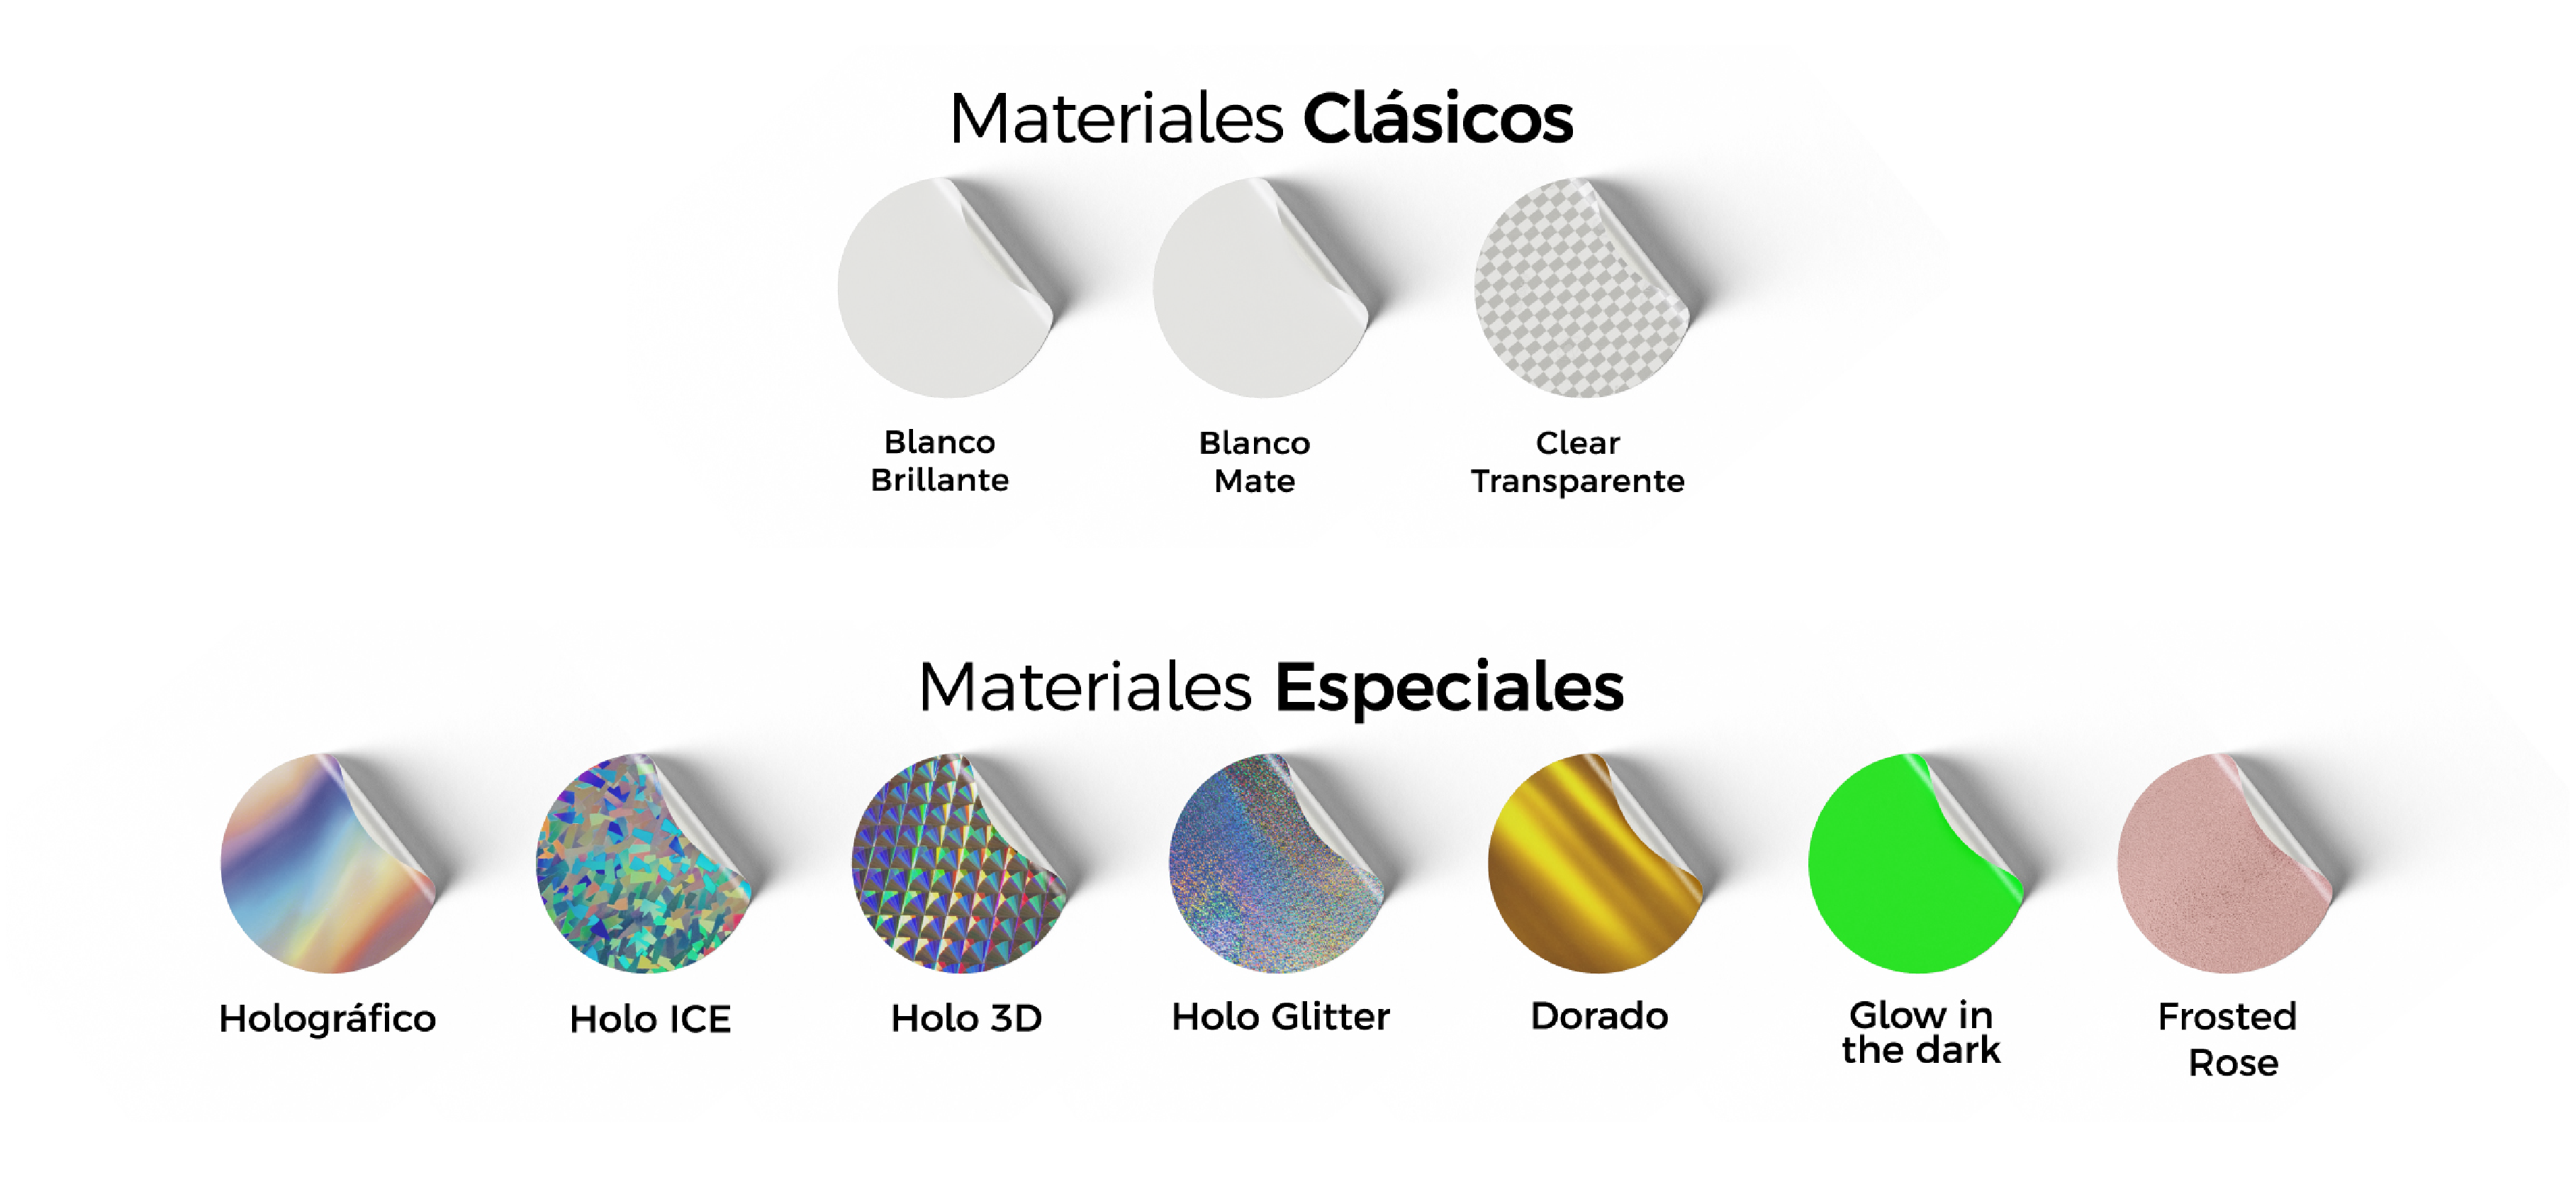 Materiales Clásicos
Blanco
Brillante
Blanco
Mate
Clear
Transparente
Materiales Especiales
Holográfico
Holo ICE
Holo 3D
Holo Glitter
Dorado
Glow in
the dark
Frosted
Rose